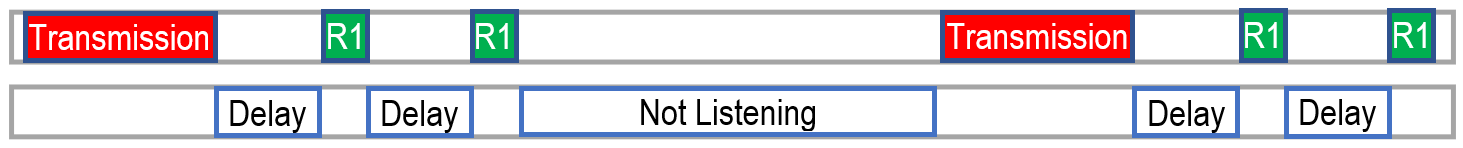 Transmission R1 R1 Transmission R1 R1
Delay Delay Not Listening Delay Delay